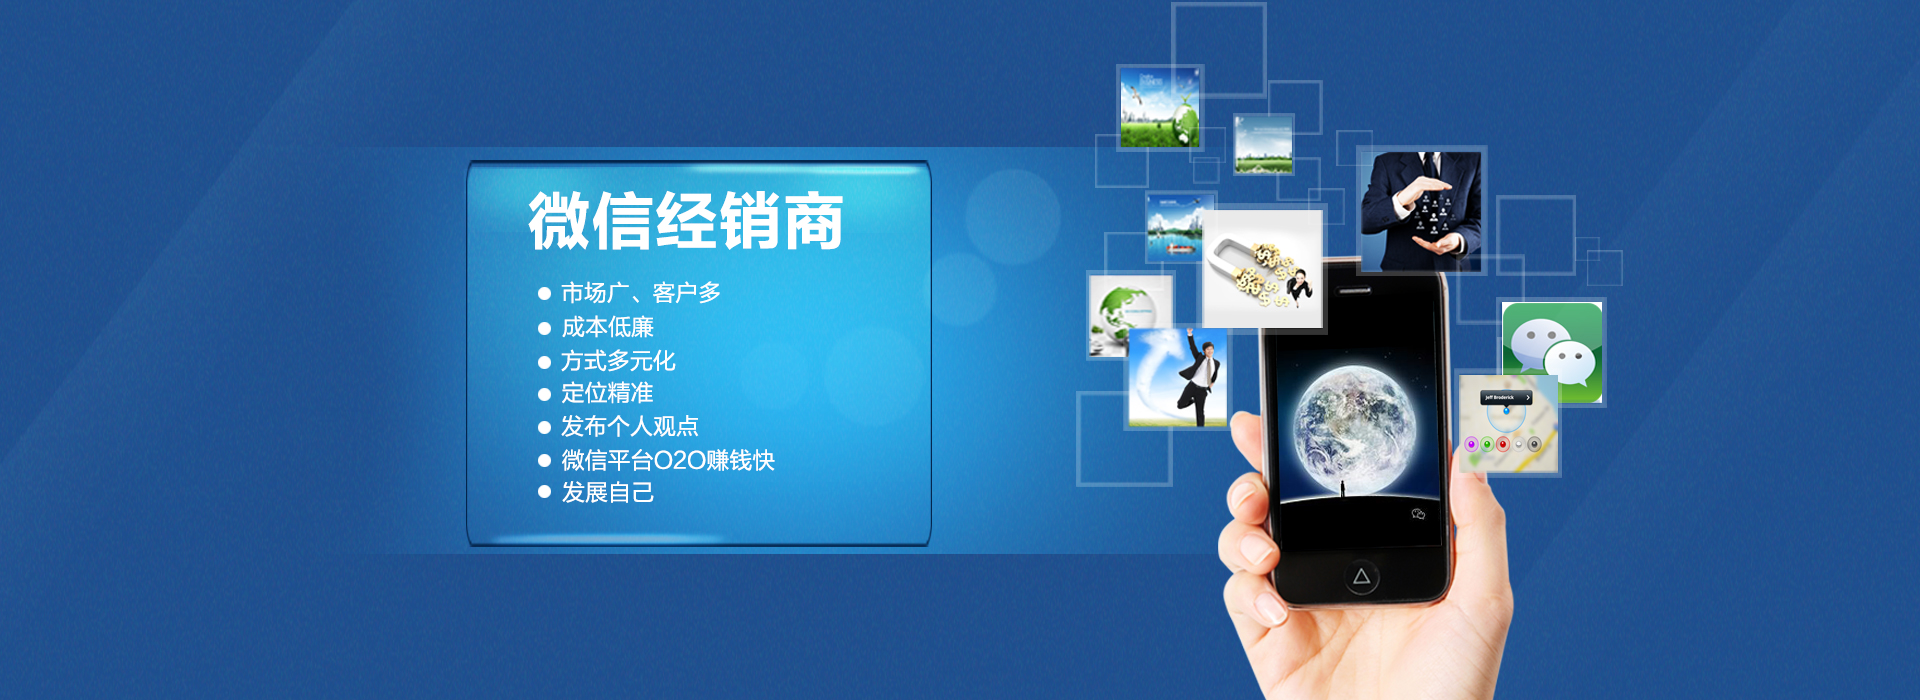 微信经销商
市场广、客户多
成本低廉
方式多元化
定位精准
发布个人观点
微信平台O2O赚钱快
发展自己
Jeff Broderick